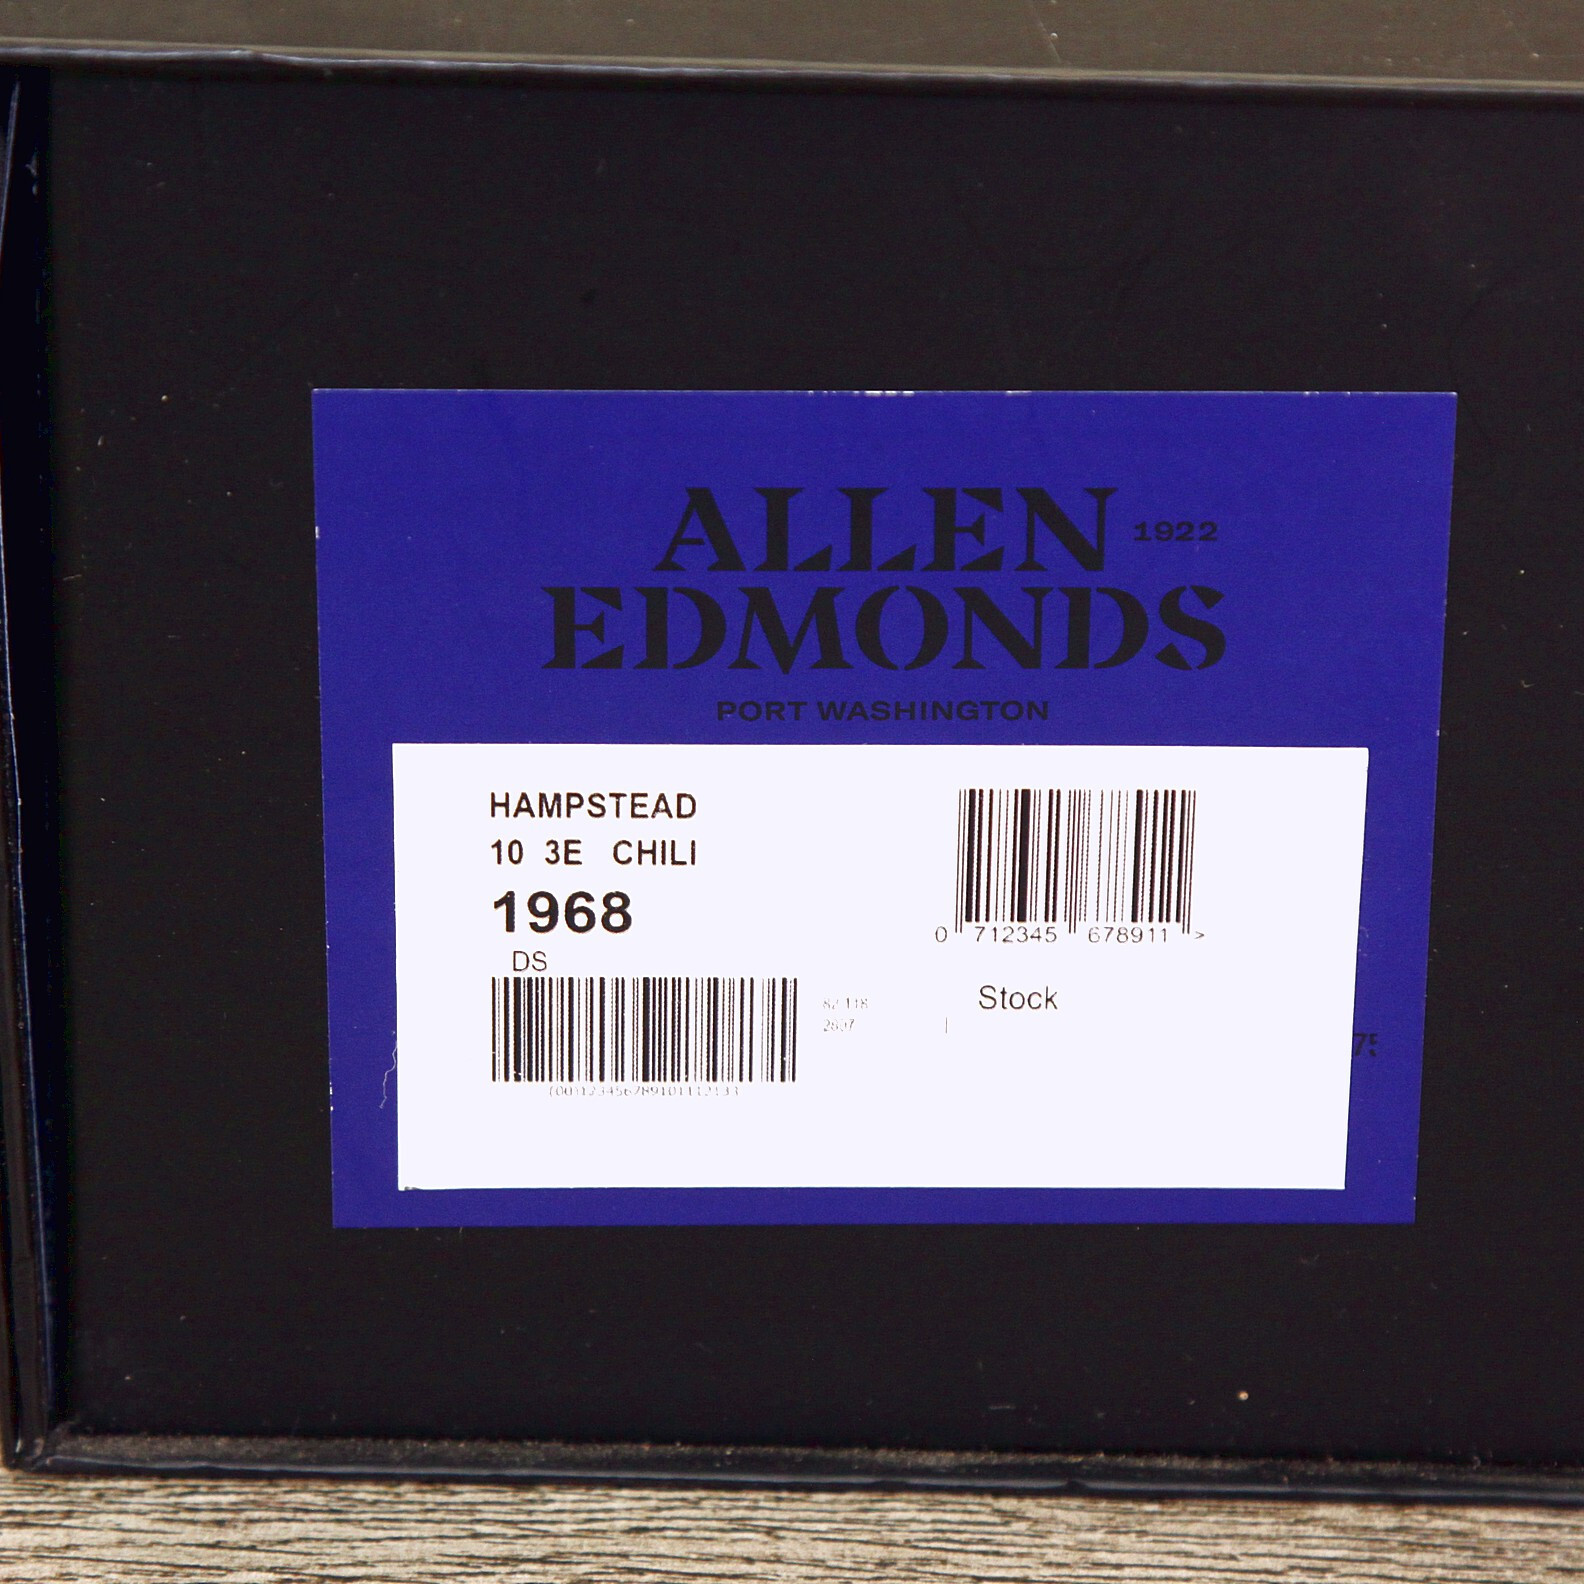 ALLEN 1922
EDMONDS
PORT WASHINGTON
HAMPSTEAD
10 3E CHILI
1968
DS
0 712345 678911 >
Stock